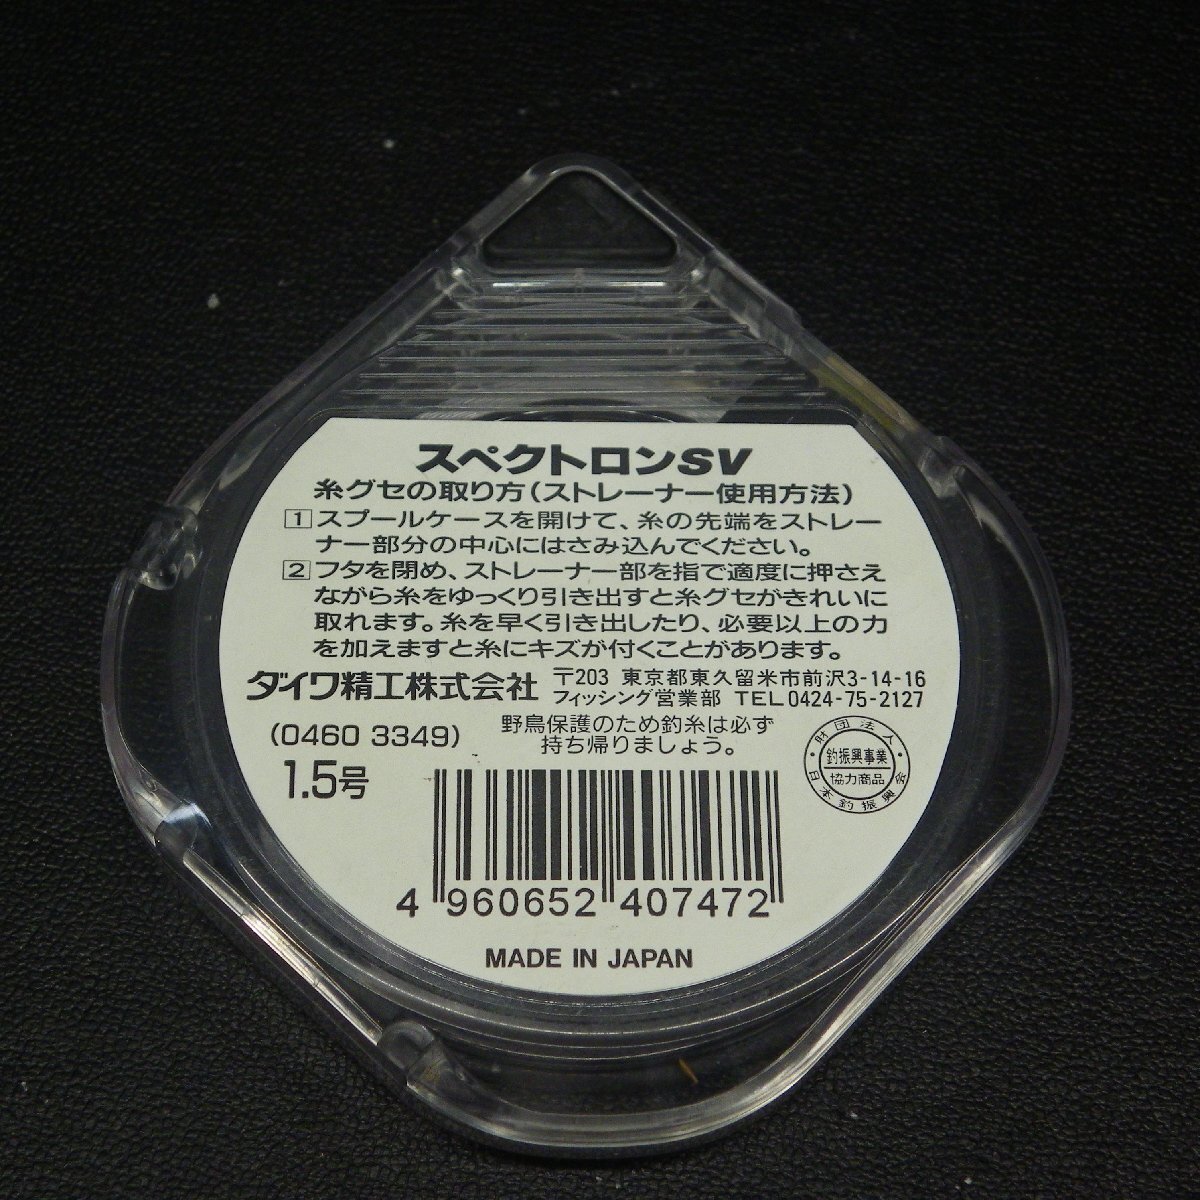 スペクトロンSV
糸グセの取り方(ストレーナー使用方法)
1 スプールケースを開けて、糸の先端をストレー
ナー部分の中心にはさみ込んでください。
2 フタを閉め、ストレーナー部を指で適度に押さえ
ながら糸をゆっくり引き出すと糸グセがきれいに
取れます。糸を早く引き出したり、必要以上の力
を加えますと糸にキズが付くことがあります。
ダイワ精工株式会社
〒203 東京都東久留米市前沢3-14-16
フィッシング営業部 TEL0424-75-2127
(0460 3349)
野鳥保護のため釣糸は必ず
持ち帰りましょう。
1.5号
財団法人
釣振興事業
協力商品
日本釣振興会
4 960652 407472
MADE IN JAPAN